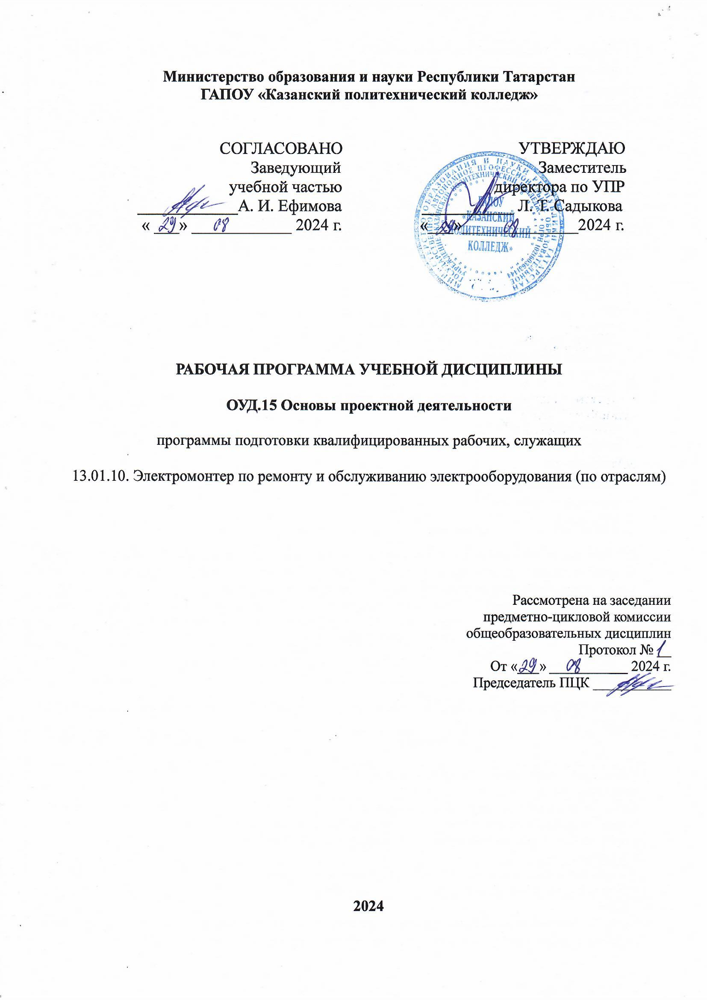 Министерство образования и науки Республики Татарстан
ГАПОУ «Казанский политехнический колледж»
СОГЛАСОВАНО
Заведующий
учебной частью
____________А. И. Ефимова
« 29 » 08 2024 г.
УТВЕРЖДАЮ
Заместитель
директора по УПР
____________ Л. Т. Садыкова
« 29 » 08 2024 г.
ГАПОУ
«КАЗАНСКИЙ
ПОЛИТЕХНИЧЕСКИЙ
КОЛЛЕДЖ»
РАБОЧАЯ ПРОГРАММА УЧЕБНОЙ ДИСЦИПЛИНЫ
ОУД.15 Основы проектной деятельности
программы подготовки квалифицированных рабочих, служащих
13.01.10. Электромонтер по ремонту и обслуживанию электрооборудования (по отраслям)
Рассмотрена на заседании
предметно-цикловой комиссии
общеобразовательных дисциплин
Протокол № 1
От «29» 08 2024 г.
Председатель ПЦК ____________
2024